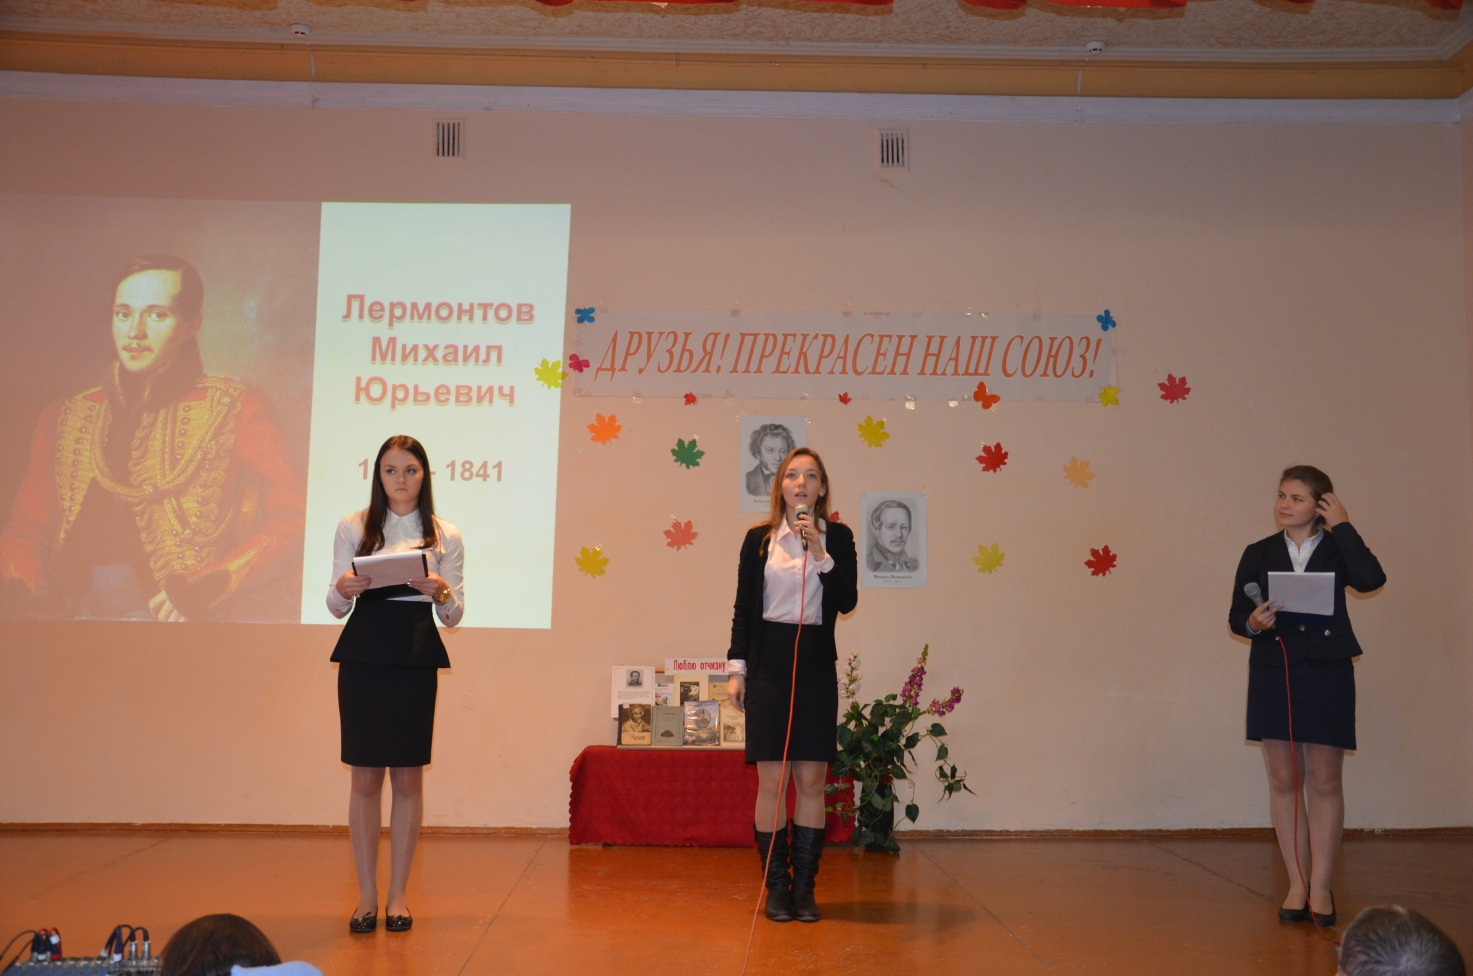 Лермонтов
Михаил
Юрьевич
- 1841
ДРУЗЬЯ! ПРЕКРАСЕН НАШ СОЮЗ!
Люблю отчизну